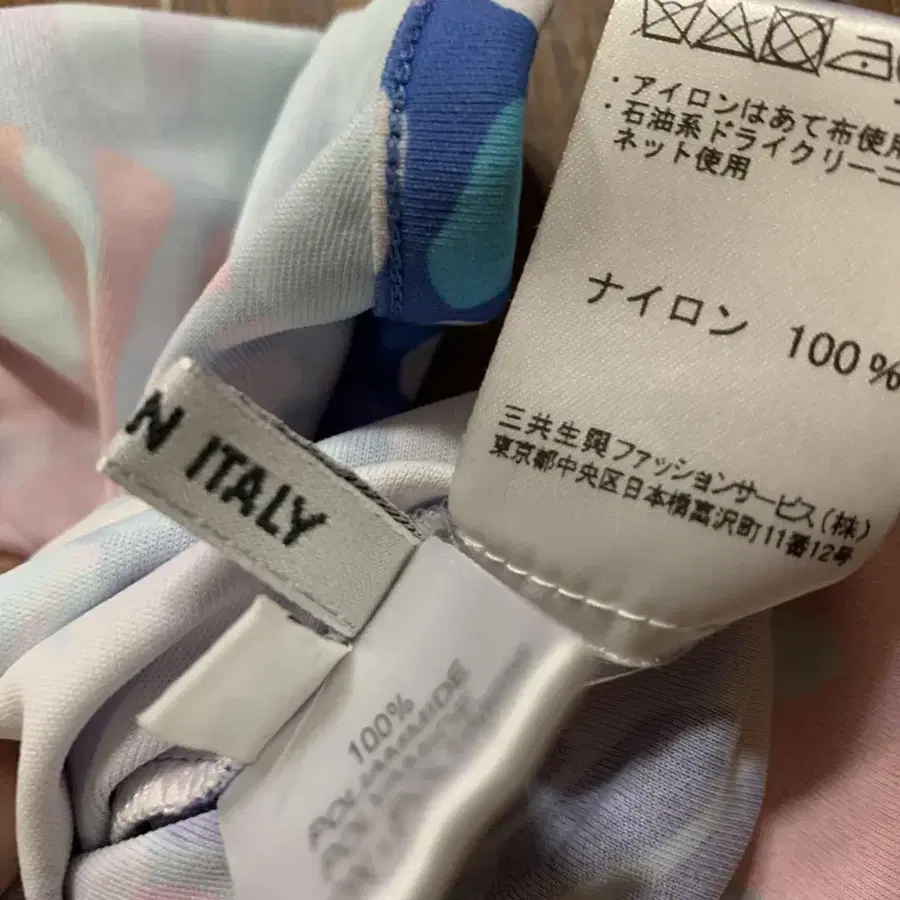 ・アイロンはあて布使用
・石油系ドライクリーニ
ネット使用
ナイロン 100%
三共生興ファッションサービス(株)
東京都中央区日本橋富沢町11番12号
N ITALY
100%
POLYAMMIDE